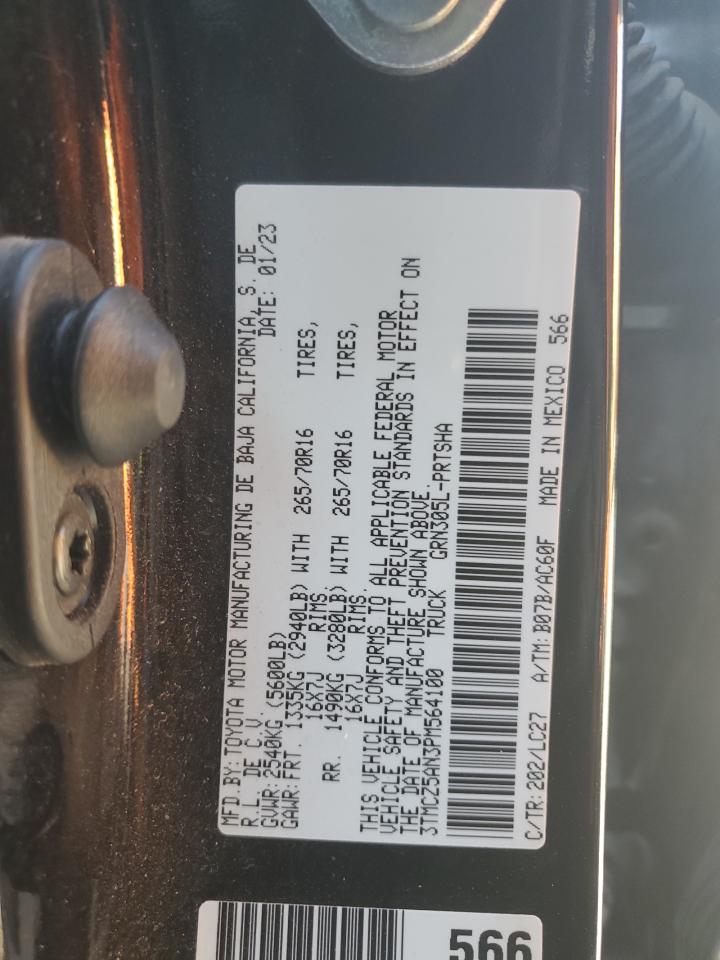 MFD.BY:TOYOTA MOTOR MANUFACTURING DE BAJA CALIFORNIA, S. DE
R.L. DE C.V. DATE: 01/23
GVWR:2540KG (5600LB)
GAWR:FRT. 1335KG (2940LB) WITH 265/70R16 TIRES,
16X7J RIMS.
RR. 1490KG (3280LB) WITH 265/70R16 TIRES,
16X7J RIMS.
THIS VEHICLE CONFORMS TO ALL APPLICABLE FEDERAL MOTOR
VEHICLE SAFETY AND THEFT PREVENTION STANDARDS IN EFFECT ON
THE DATE OF MANUFACTURE SHOWN ABOVE.
3TMCZ5AN3PM564100 TRUCK GRN305L-PRTSHA
C/TR:202/LC27 A/TM:B07B/AC60F MADE IN MEXICO 566
566